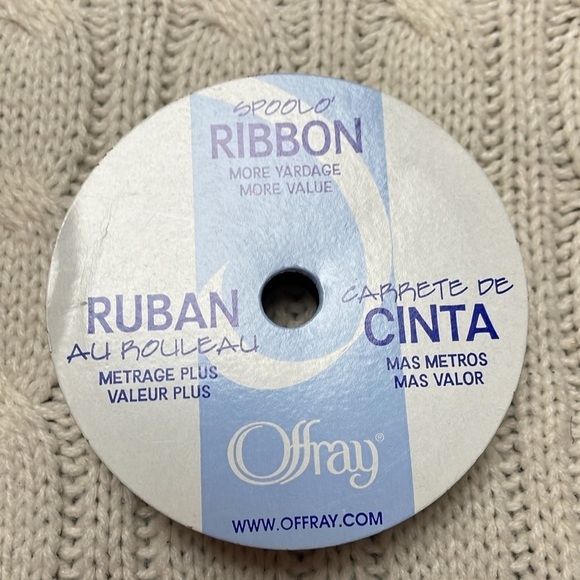 SPOOLO'
RIBBON
MORE YARDAGE
MORE VALUE
RUBAN
AU ROULEAU
METRAGE PLUS
VALEUR PLUS
CARRETE DE
CINTA
MAS METROS
MAS VALOR
Offray®
WWW.OFFRAY.COM